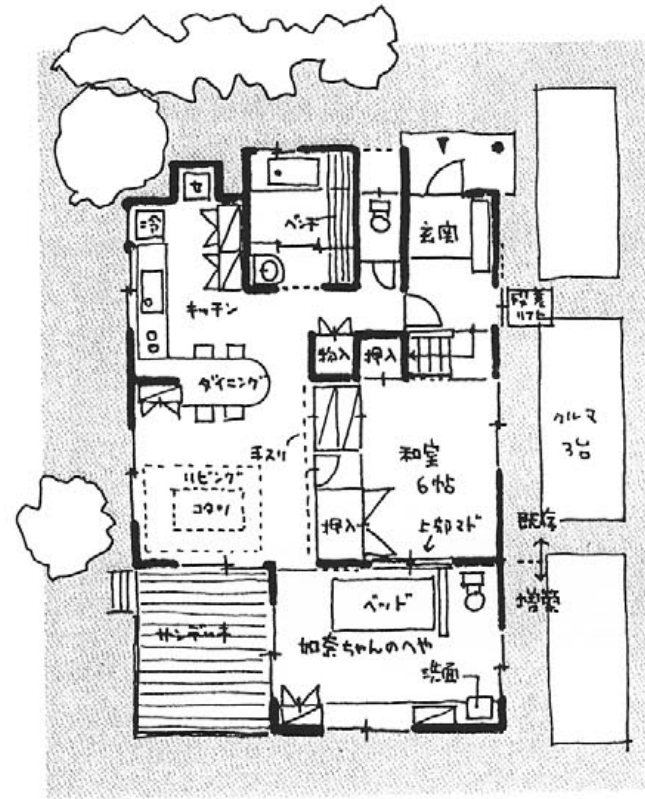 セ
冷
ベンチ
玄関
段差
リフト
キッチン
物入
押入
ダイニング
手スリ
和室
6帖
クルマ
3台
リビング
コタツ
押入
上部マド
既存
増築
ベッド
サンデッキ
如奈ちゃんのへや
洗面